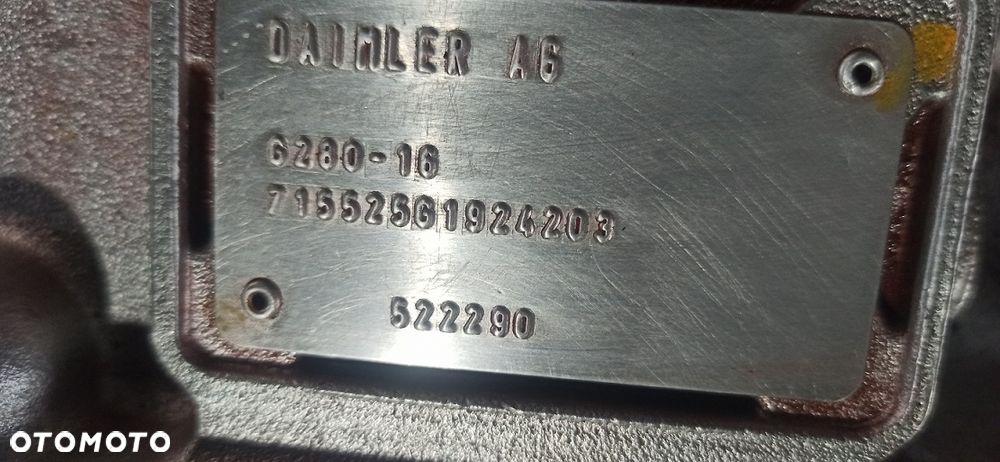 DAIMLER AG
G280-16
715525G1924203
522290
OTOMOTO